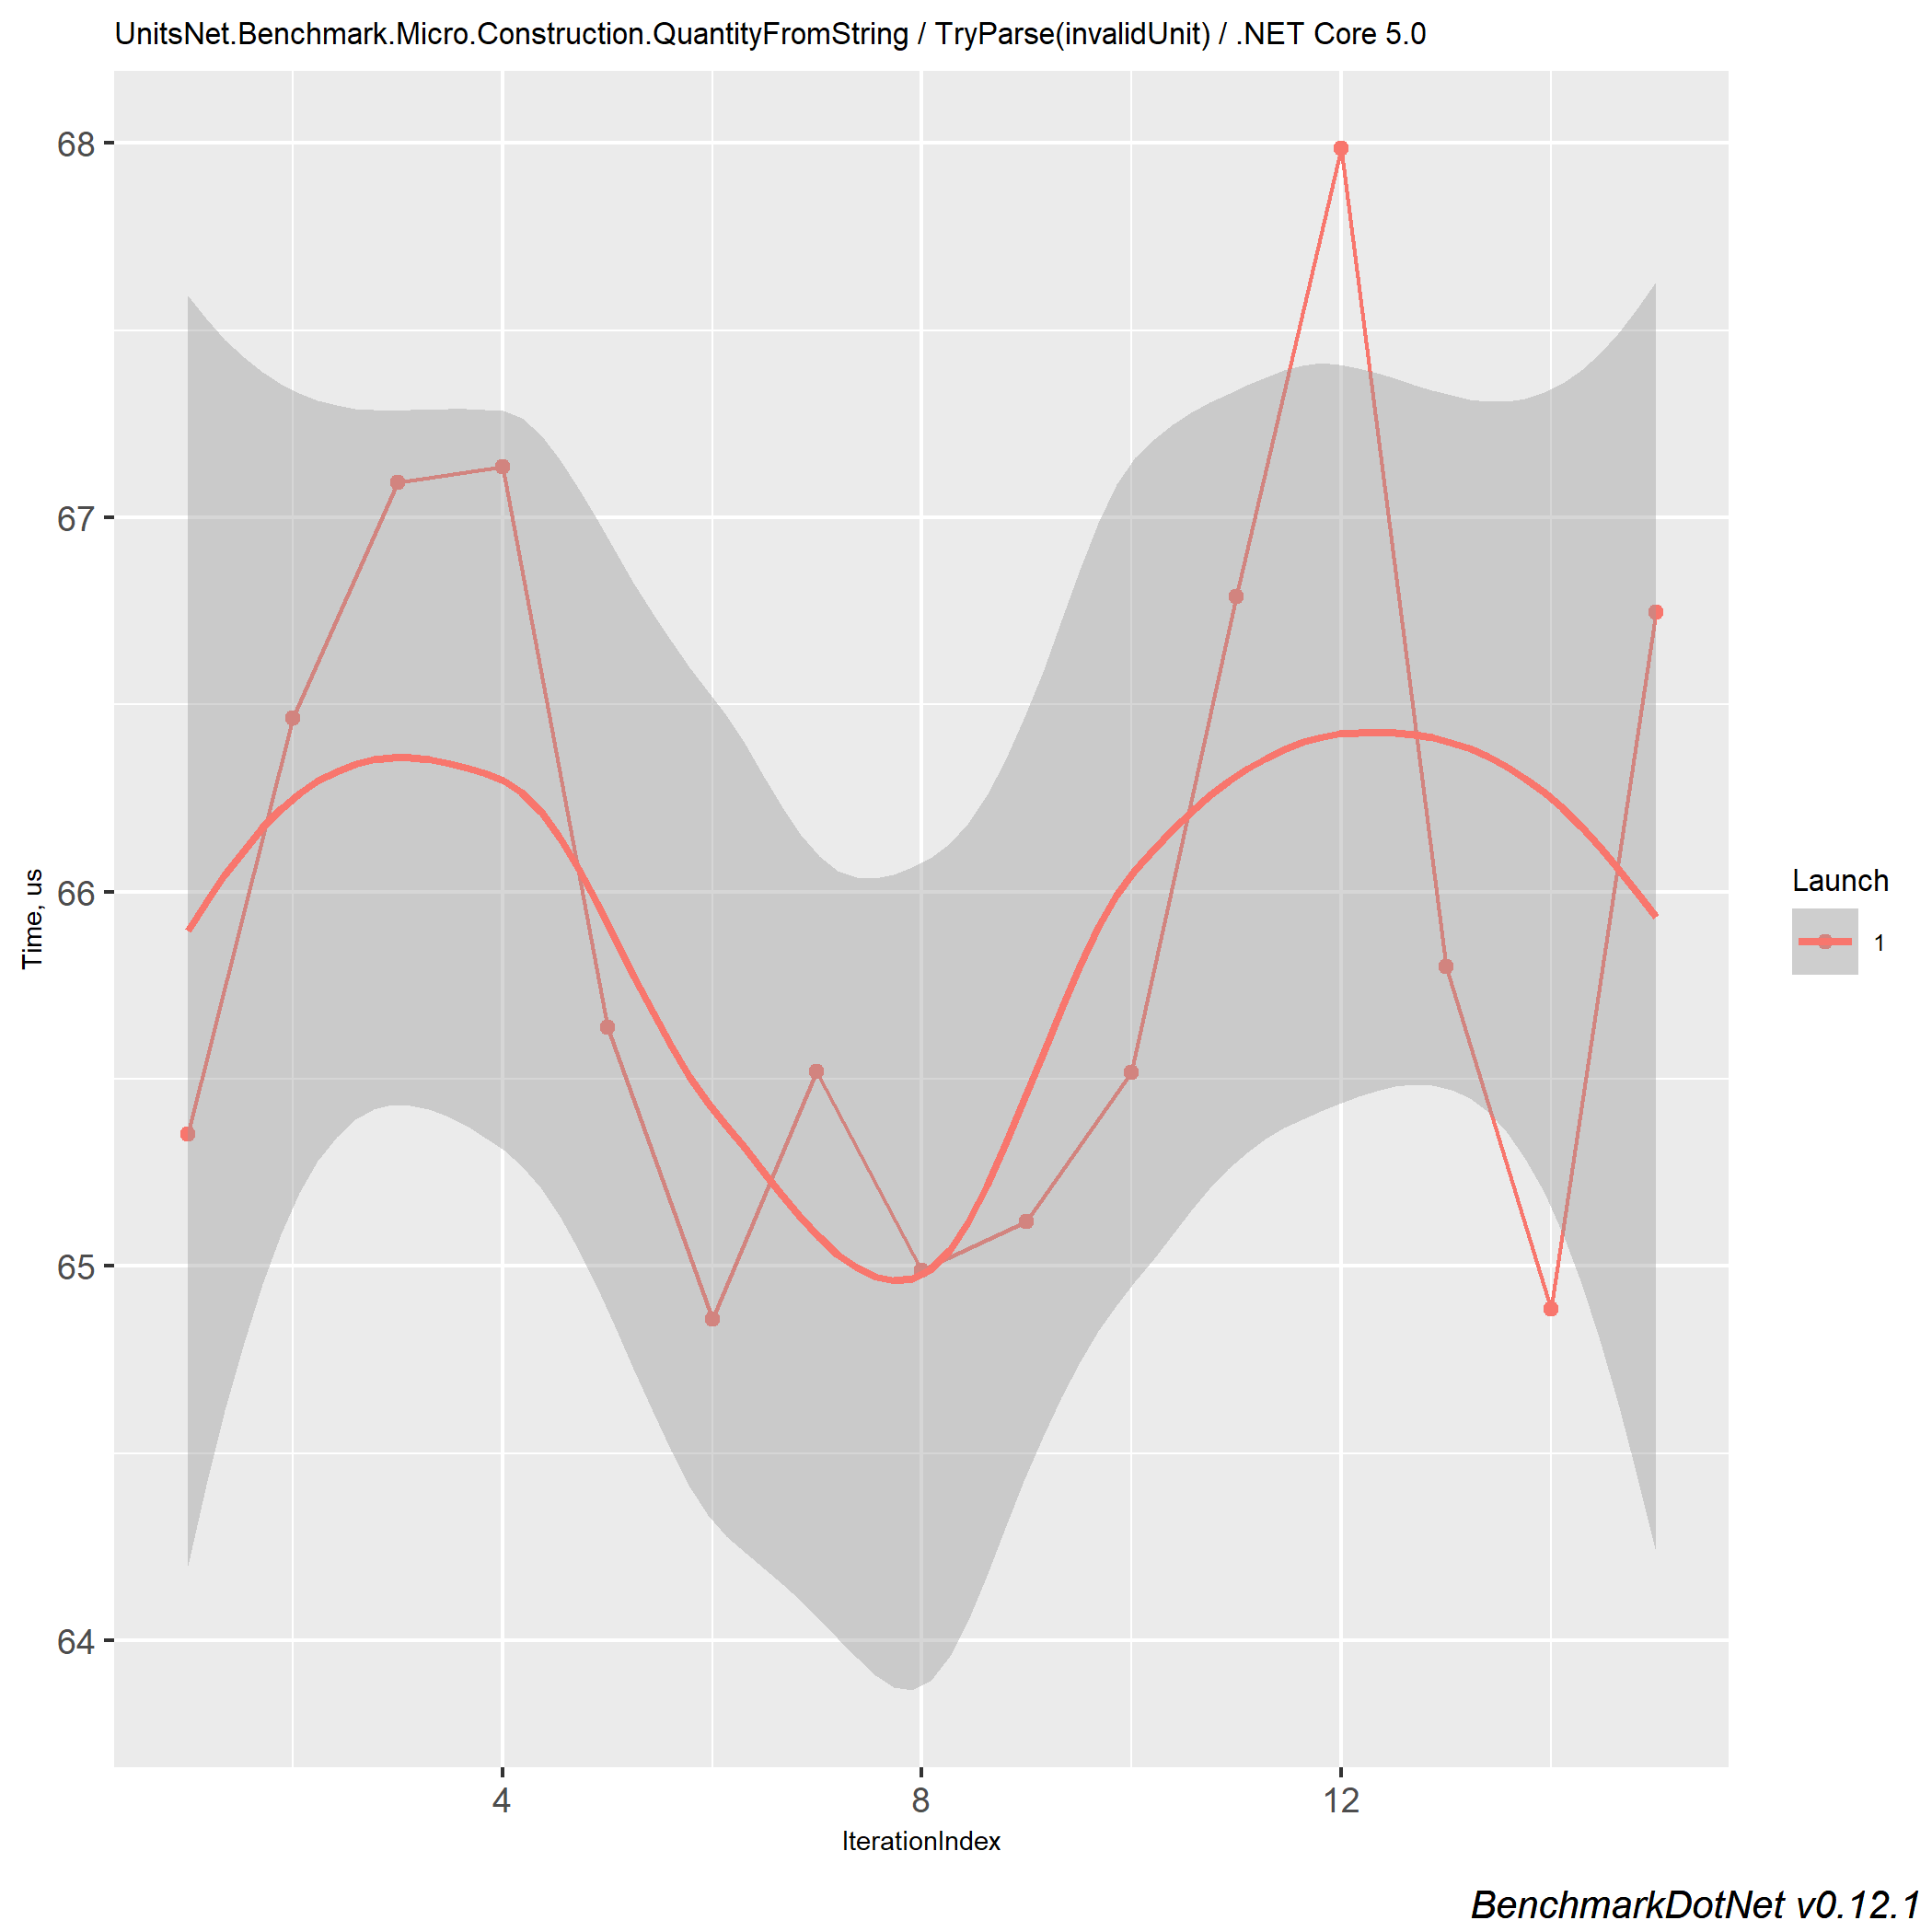 UnitsNet.Benchmark.Micro.Construction.QuantityFromString / TryParse(invalidUnit) / .NET Core 5.0
68
67
66
65
64
Time, us
4
8
12
IterationIndex
Launch
1
BenchmarkDotNet v0.12.1